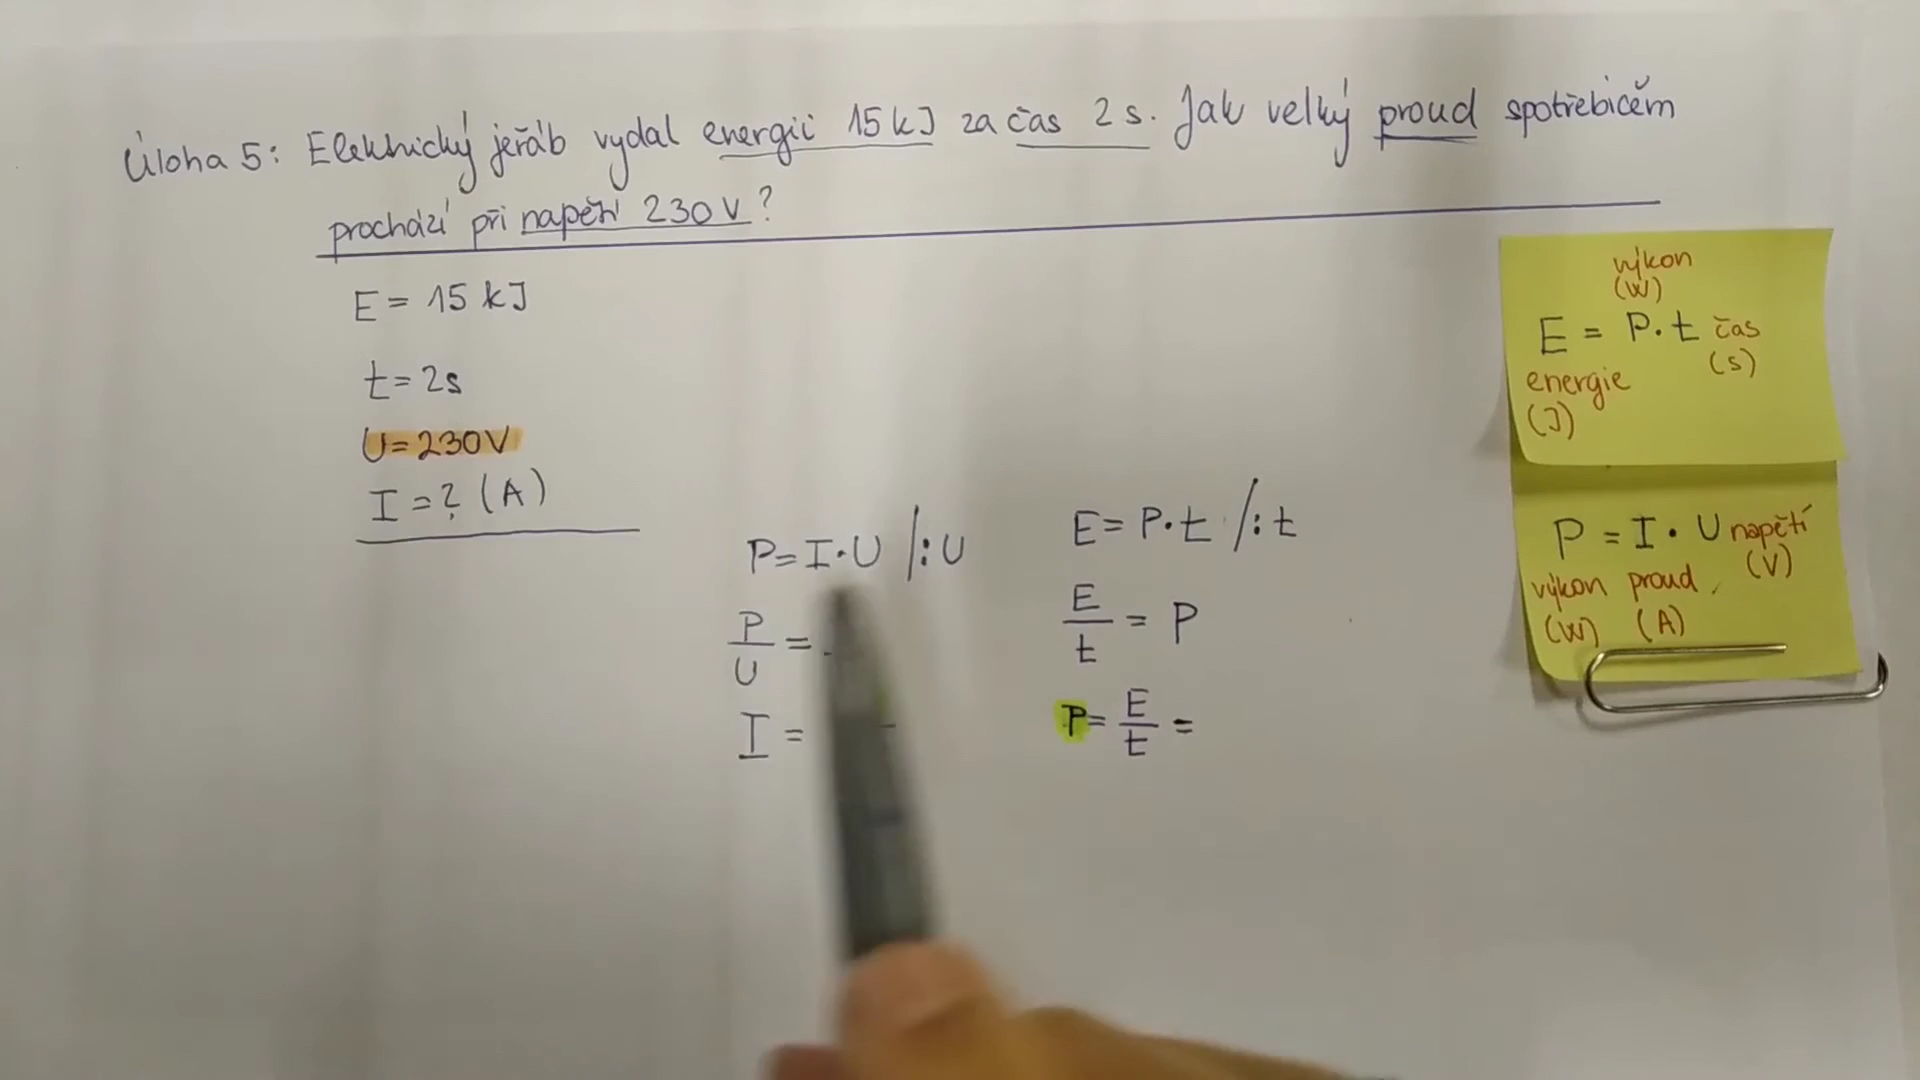 Úloha 5: Elektrický jeřáb vydal energii 15 kJ za čas 2 s. Jak velký proud spotřebičem
prochází při napětí 230 V?
E = 15 kJ
t = 2s
U = 230V
I = ? (A)
P = I · U /: U
P/U =
I =
E = P · t /: t
E/t = P
P = E/t =
výkon
(W)
E = P · t čas
(s)
energie
(J)
P = I · U napětí
(V)
výkon proud
(W) (A)